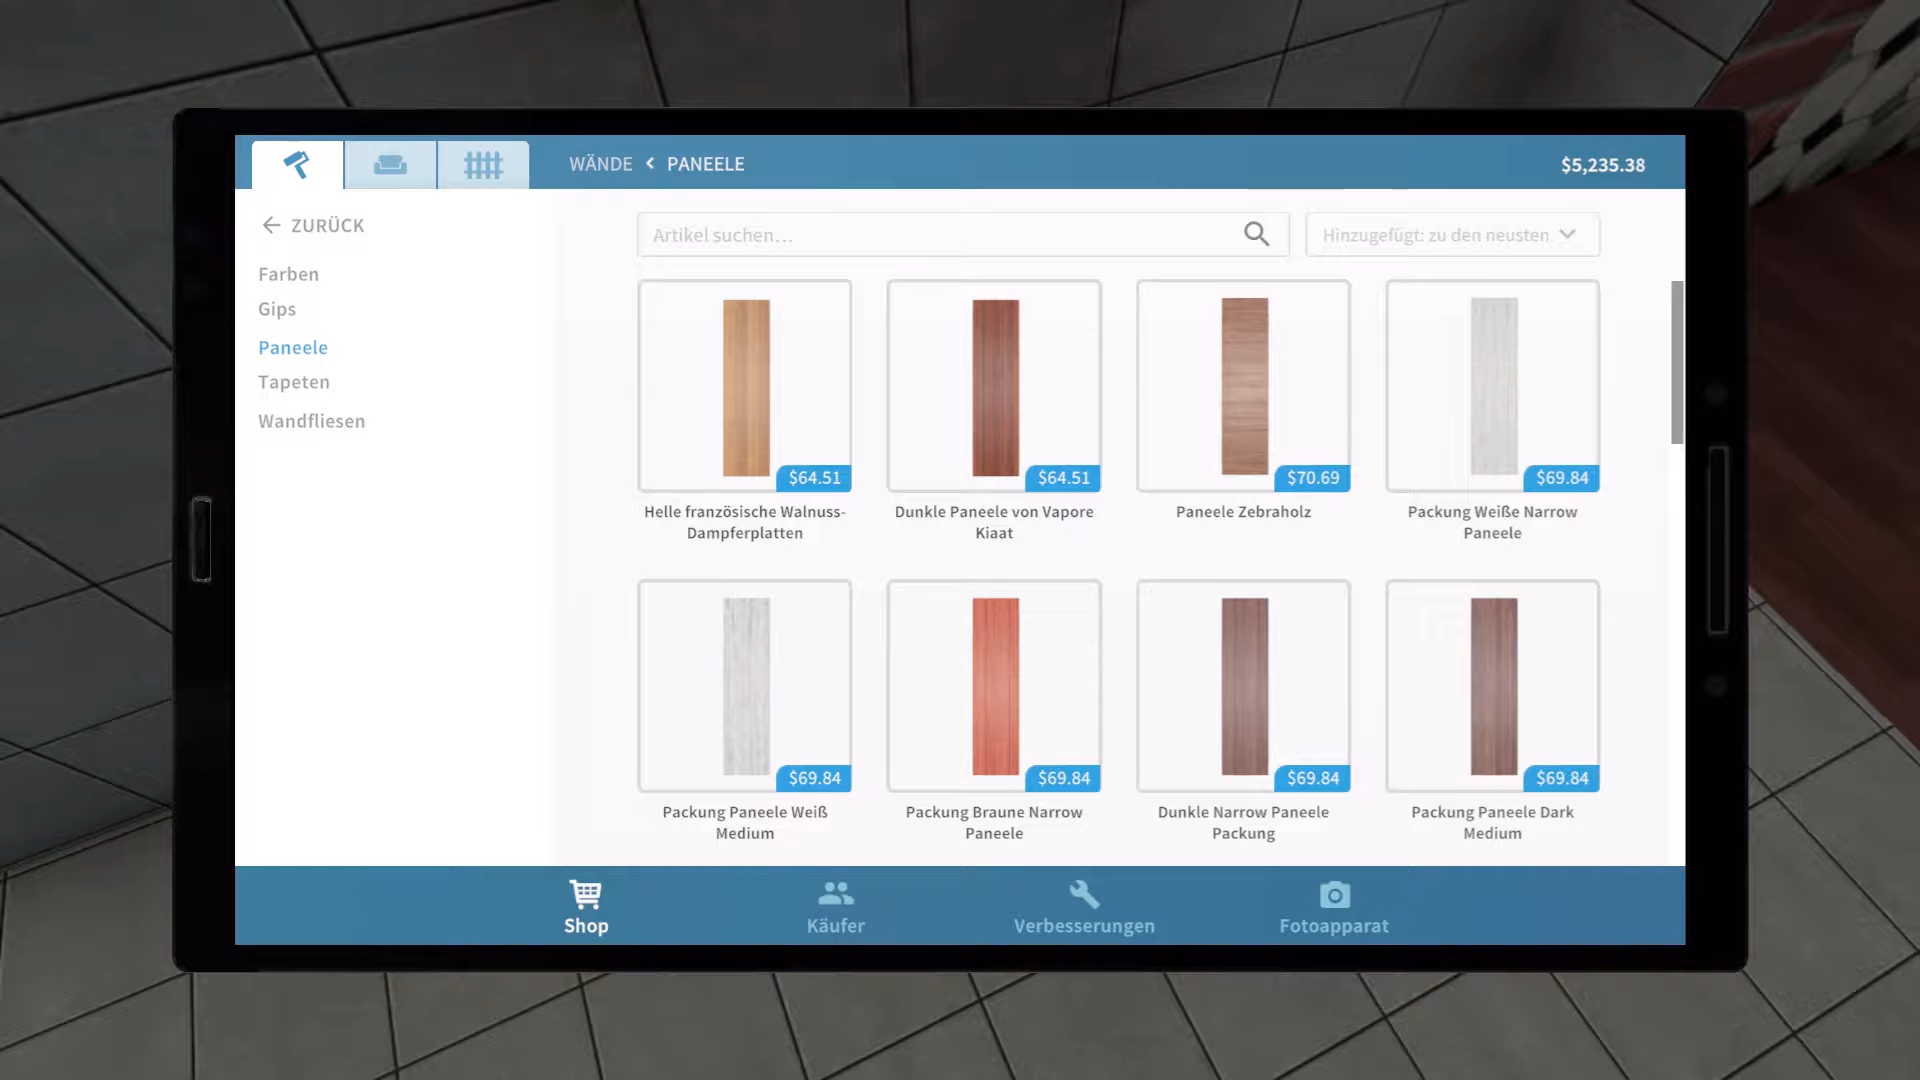 WÄNDE < PANEELE
$5,235.38
ZURÜCK
Farben
Gips
Paneele
Tapeten
Wandfliesen
Artikel suchen...
Hinzugefügt: zu den neusten
$64.51
$64.51
$70.69
$69.84
Helle französische Walnuss-
Dampferplatten
Dunkle Paneele von Vapore
Kiaat
Paneele Zebraholz
Packung Weiße Narrow
Paneele
$69.84
$69.84
$69.84
$69.84
Packung Paneele Weiß
Medium
Packung Braune Narrow
Paneele
Dunkle Narrow Paneele
Packung
Packung Paneele Dark
Medium
Shop
Käufer
Verbesserungen
Fotoapparat